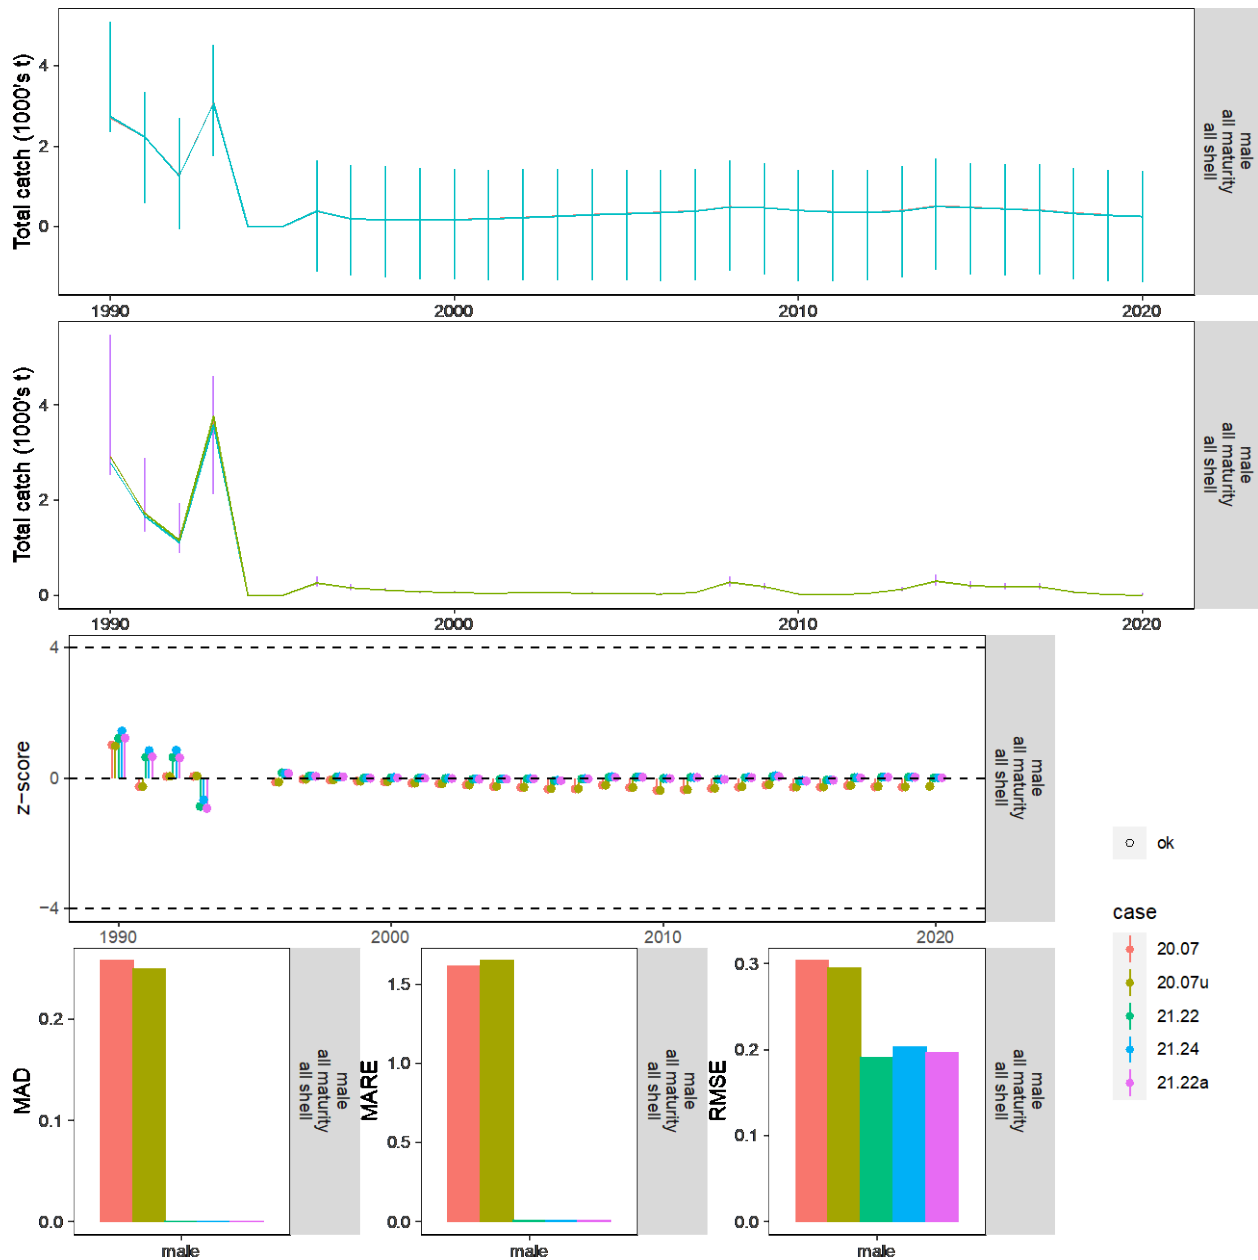 Total catch (1000's t)
4
2
0
1990
2000
2010
2020
male
all maturity
all shell
Total catch (1000's t)
4
2
0
1990
2000
2010
2020
male
all maturity
all shell
z-score
4
0
−4
1990
2000
2010
2020
male
all maturity
all shell
ok
case
20.07
20.07u
21.22
21.24
21.22a
MAD
0.2
0.1
0.0
male
male
all maturity
all shell
MARE
1.5
1.0
0.5
0.0
male
male
all maturity
all shell
RMSE
0.3
0.2
0.1
0.0
male
male
all maturity
all shell